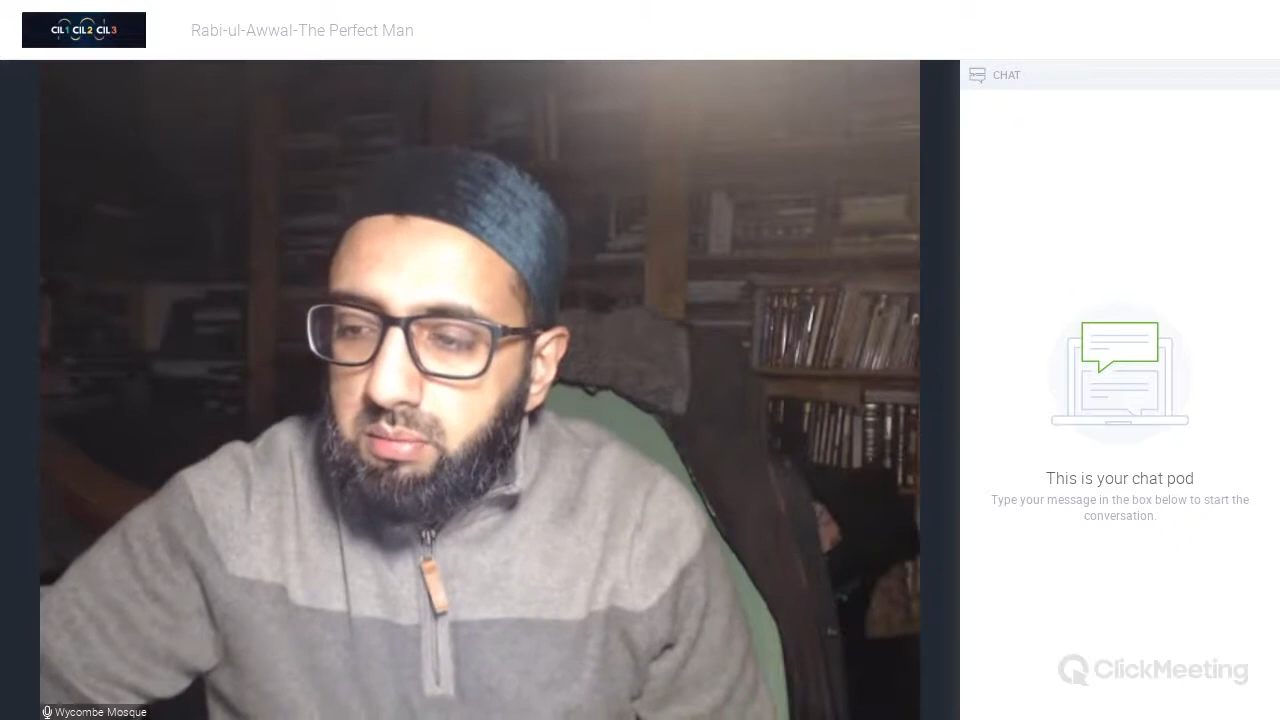 CIL1 CIL2 CIL3
Rabi-ul-Awwal-The Perfect Man
CHAT
This is your chat pod
Type your message in the box below to start the
conversation.
ClickMeeting
Wycombe Mosque